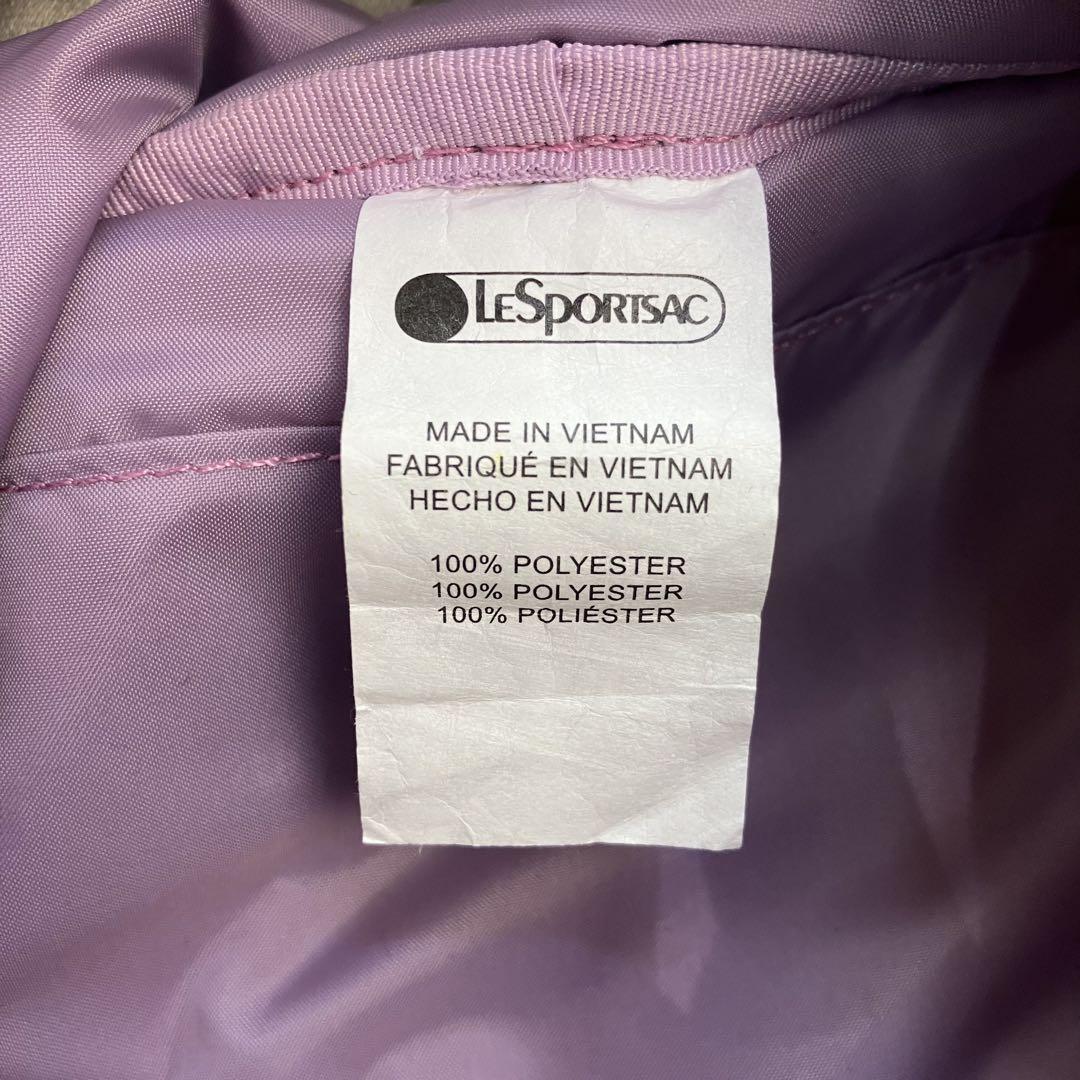 LESPORTSAC
MADE IN VIETNAM
FABRIQUÉ EN VIETNAM
HECHO EN VIETNAM
100% POLYESTER
100% POLYESTER
100% POLIÉSTER